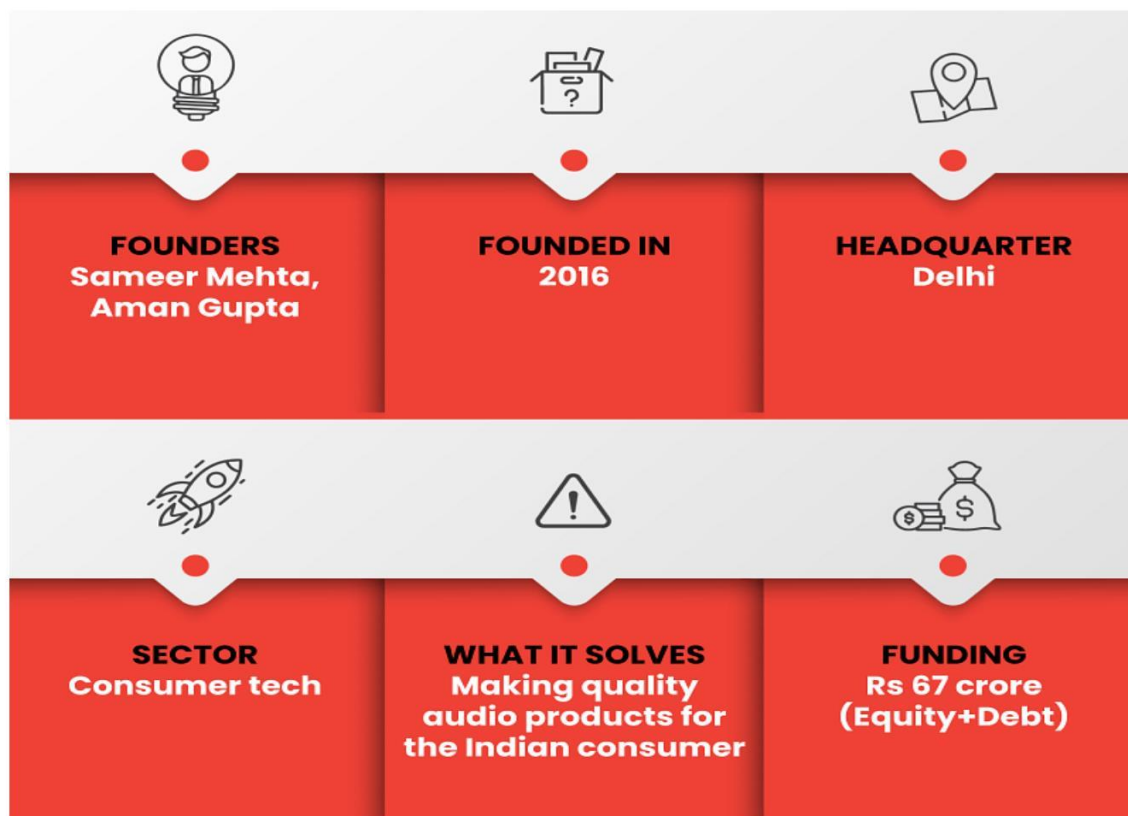 FOUNDERS
Sameer Mehta,
Aman Gupta
FOUNDED IN
2016
HEADQUARTER
Delhi
SECTOR
Consumer tech
WHAT IT SOLVES
Making quality
audio products for
the Indian consumer
FUNDING
Rs 67 crore
(Equity+Debt)